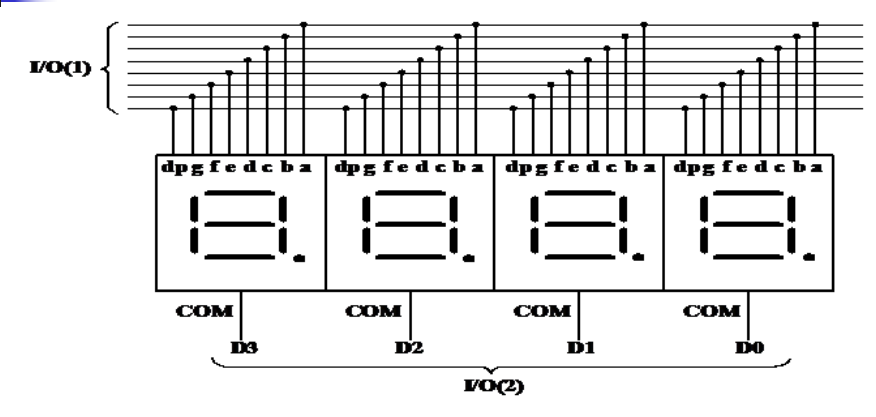 I/O(1)
dp g f e d c b a dp g f e d c b a dp g f e d c b a dp g f e d c b a
COM COM COM COM
D3 D2 D1 D0
I/O(2)